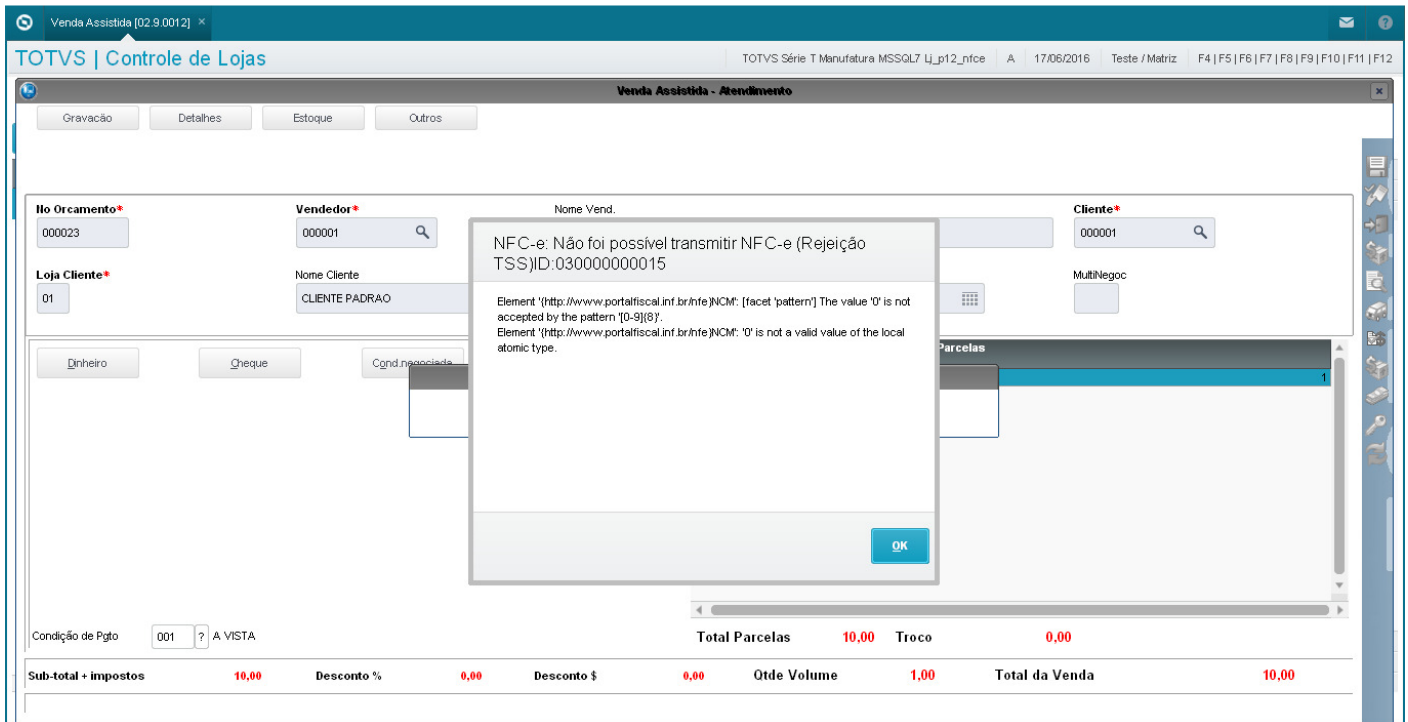 Venda Assistida [02.9.0012] ×
TOTVS | Controle de Lojas
TOTVS Série T Manufatura MSSQL7 Lj_p12_nfce A 17/06/2016 Teste / Matriz F4 | F5 | F6 | F7 | F8 | F9 | F10 | F11 | F12
Venda Assistida - Atendimento
Gravacão Detalhes Estoque Outros
No Orcamento* Vendedor* Nome Vend. Cliente*
000023 000001 000001
Loja Cliente* Nome Cliente MultiNegoc
01 CLIENTE PADRAO
NFC-e: Não foi possível transmitir NFC-e (Rejeição
TSS)ID:030000000015
Element '{http://www.portalfiscal.inf.br/nfe}NCM': [facet 'pattern'] The value '0' is not
accepted by the pattern '[0-9]{8}'.
Element '{http://www.portalfiscal.inf.br/nfe}NCM': '0' is not a valid value of the local
atomic type.
OK
Dinheiro Cheque Cond.negociada Parcelas
1
Condição de Pgto 001 ? A VISTA Total Parcelas 10,00 Troco 0,00
Sub-total + impostos 10,00 Desconto % 0,00 Desconto $ 0,00 Qtde Volume 1,00 Total da Venda 10,00